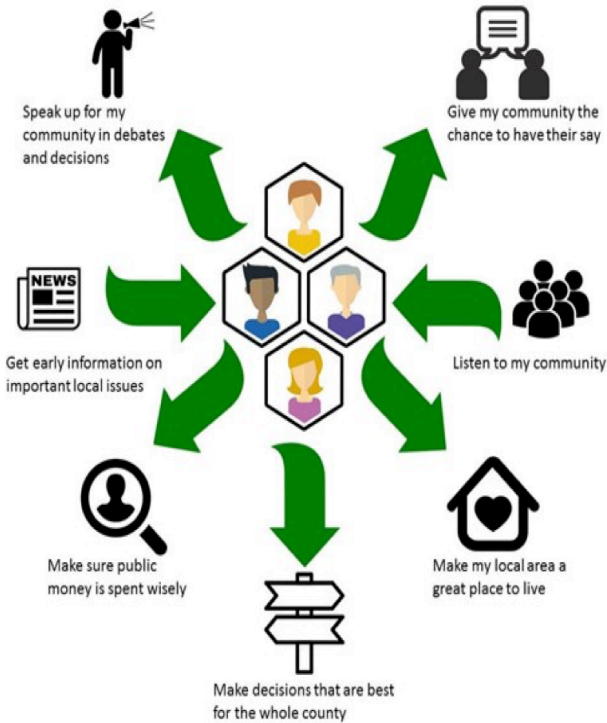 Speak up for my
community in debates
and decisions
Give my community the
chance to have their say
NEWS
Get early information on
important local issues
Listen to my community
Make sure public
money is spent wisely
Make my local area a
great place to live
Make decisions that are best
for the whole county